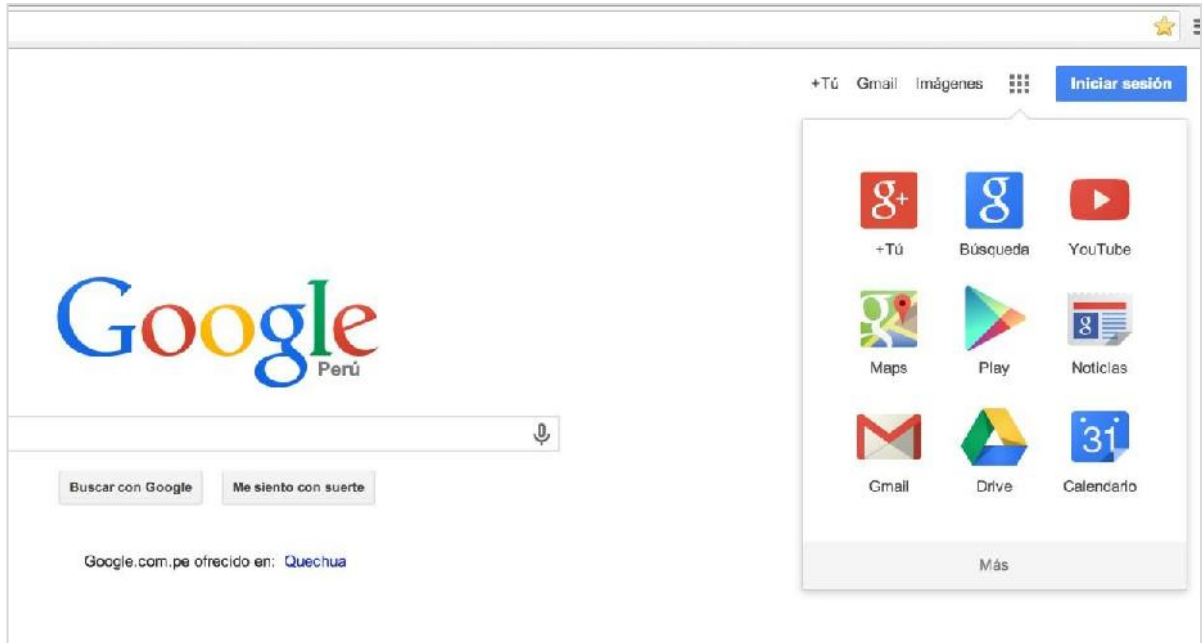 +Tú Gmail Imágenes Iniciar sesión
g+ g
+Tú Búsqueda YouTube
Google
Perú
g g
Maps Play Noticias
31
Gmail Drive Calendario
Buscar con Google Me siento con suerte
Google.com.pe ofrecido en: Quechua
Más